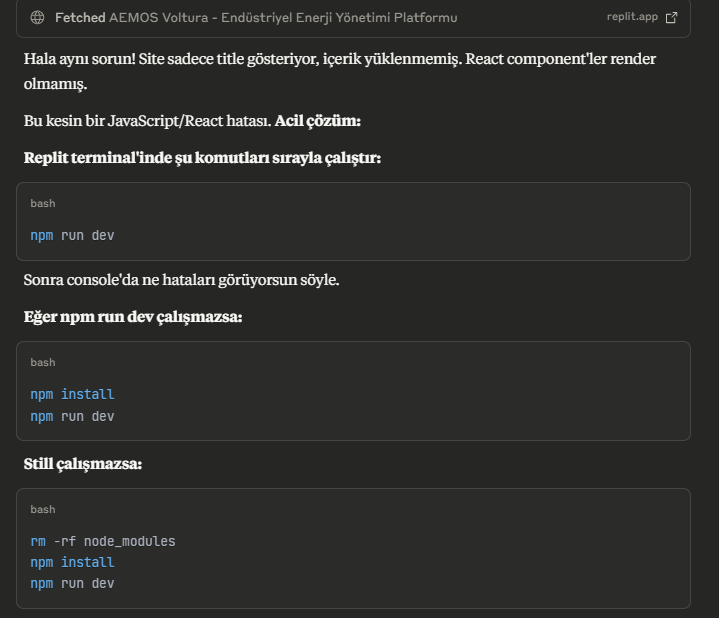 Fetched AEMOS Voltura - Endüstriyel Enerji Yönetimi Platformu replit.app
Hala aynı sorun! Site sadece title gösteriyor, içerik yüklenmemiş. React component'ler render
olmamış.
Bu kesin bir JavaScript/React hatası. Acil çözüm:
Replit terminal'inde şu komutları sırayla çalıştır:
bash
npm run dev
Sonra console'da ne hataları görüyorsun söyle.
Eğer npm run dev çalışmazsa:
bash
npm install
npm run dev
Still çalışmazsa:
bash
rm -rf node_modules
npm install
npm run dev